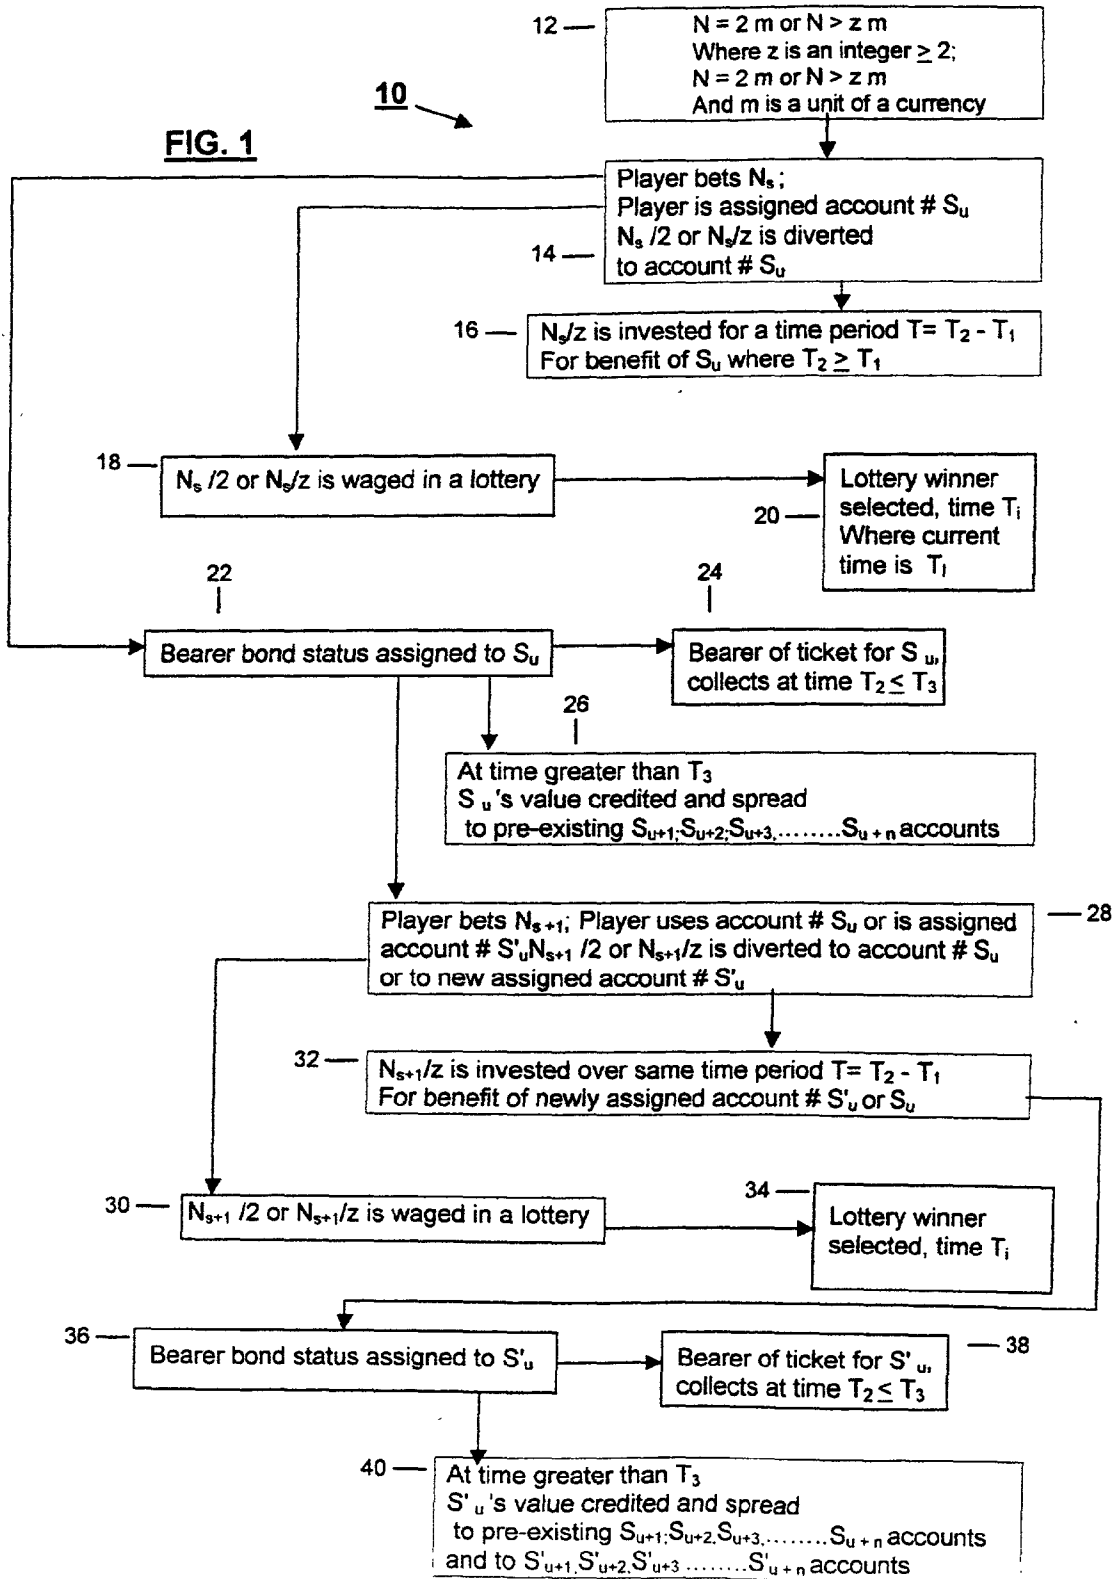 12
N = 2 m or N > z m
Where z is an integer ≥ 2;
N = 2 m or N > z m
And m is a unit of a currency
10
FIG. 1
Player bets Nₛ;
Player is assigned account # Sᵤ
Nₛ /2 or Nₛ/z is diverted
to account # Sᵤ
14
16
Nₛ/z is invested for a time period T= T₂ - T₁
For benefit of Sᵤ where T₂ ≥ T₁
18
Nₛ /2 or Nₛ/z is waged in a lottery
Lottery winner
selected, time Tᵢ
Where current
time is Tₗ
20
22
24
Bearer bond status assigned to Sᵤ
Bearer of ticket for S ᵤ,
collects at time T₂ ≤ T₃
26
At time greater than T₃
S ᵤ's value credited and spread
to pre-existing Sᵤ₊₁;Sᵤ₊₂;Sᵤ₊₃,........Sᵤ ₊ ₙ accounts
Player bets Nₛ₊₁; Player uses account # Sᵤ or is assigned
account # S'ᵤNₛ₊₁ /2 or Nₛ₊₁/z is diverted to account # Sᵤ
or to new assigned account # S'ᵤ
28
32
Nₛ₊₁/z is invested over same time period T= T₂ - T₁
For benefit of newly assigned account # S'ᵤ or Sᵤ
30
Nₛ₊₁ /2 or Nₛ₊₁/z is waged in a lottery
34
Lottery winner
selected, time Tᵢ
36
Bearer bond status assigned to S'ᵤ
Bearer of ticket for S' ᵤ,
collects at time T₂ ≤ T₃
38
40
At time greater than T₃
S' ᵤ's value credited and spread
to pre-existing Sᵤ₊₁;Sᵤ₊₂,Sᵤ₊₃,........Sᵤ ₊ ₙ accounts
and to S'ᵤ₊₁,S'ᵤ₊₂,S'ᵤ₊₃ ........S'ᵤ ₊ ₙ accounts